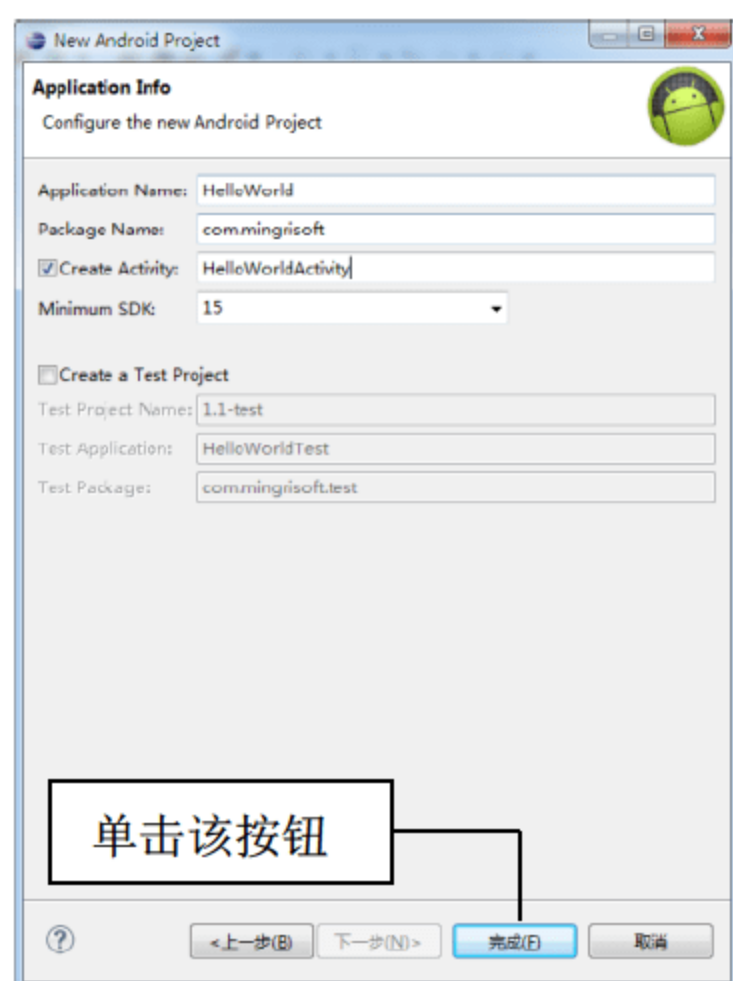 New Android Project
Application Info
Configure the new Android Project
Application Name: HelloWorld
Package Name: com.mingrisoft
Create Activity: HelloWorldActivity
Minimum SDK: 15
Create a Test Project
Test Project Name: 1.1-test
Test Application: HelloWorldTest
Test Package: com.mingrisoft.test
单击该按钮
<上一步(B) 下一步(N)> 完成(F) 取消